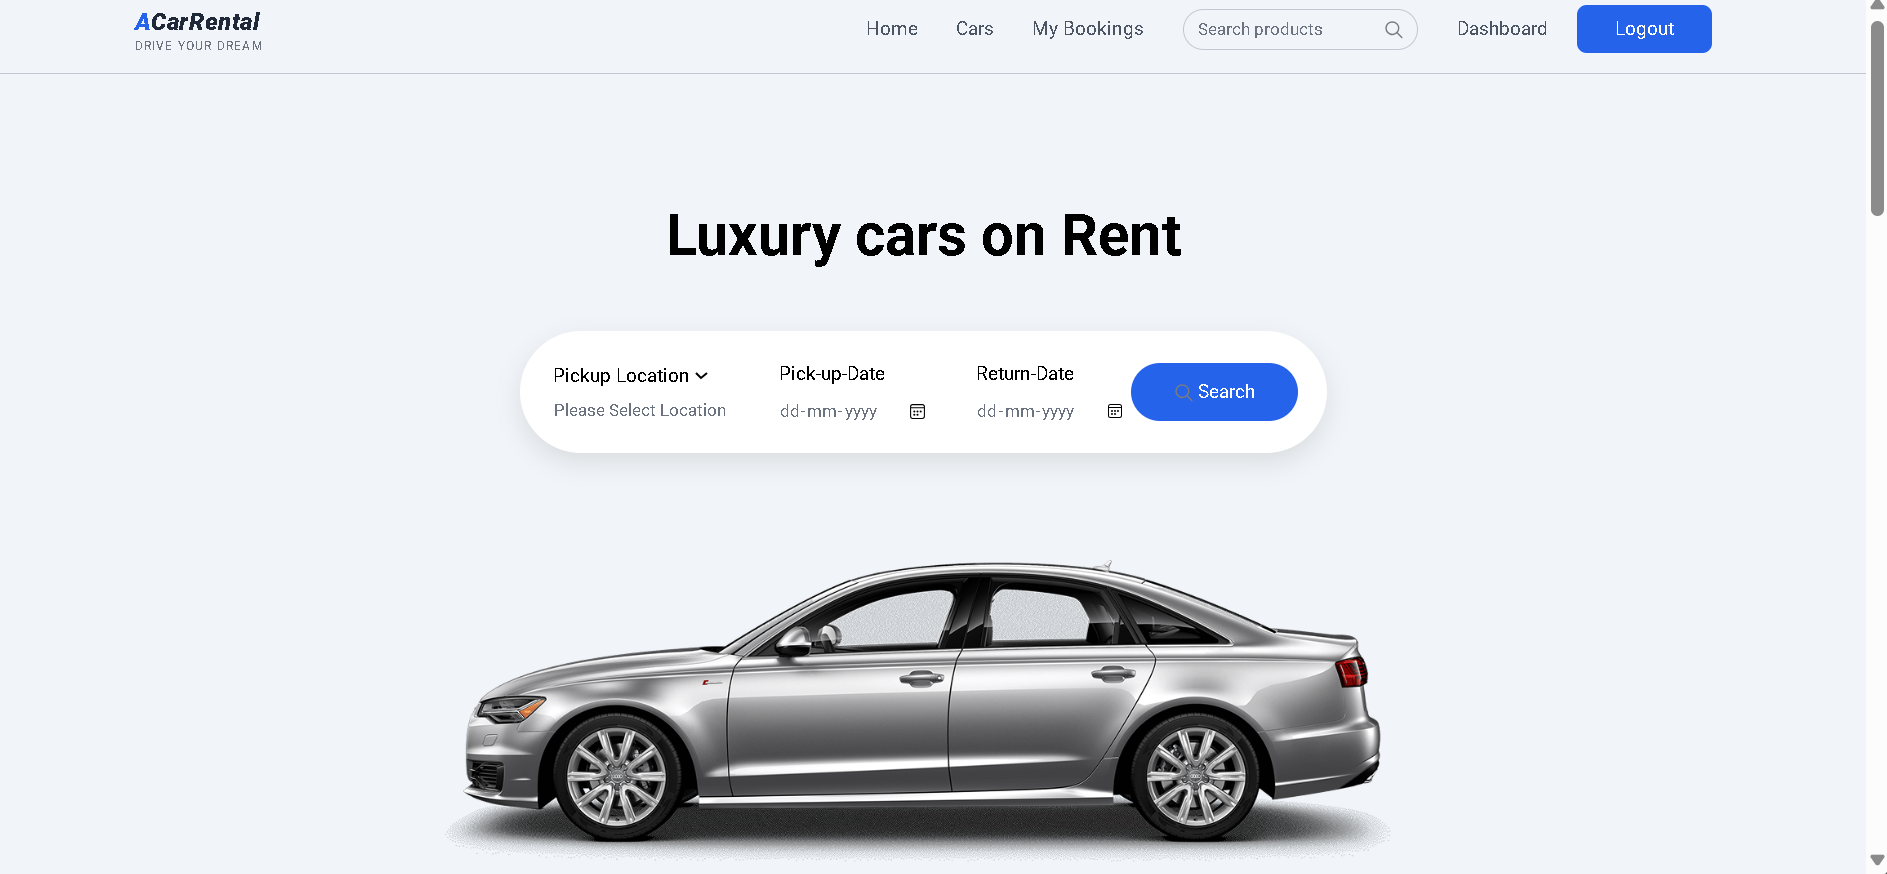 ACarRental
DRIVE YOUR DREAM
Home
Cars
My Bookings
Search products
Dashboard
Logout
Luxury cars on Rent
Pickup Location
Please Select Location
Pick-up-Date
dd-mm-yyyy
Return-Date
dd-mm-yyyy
Search